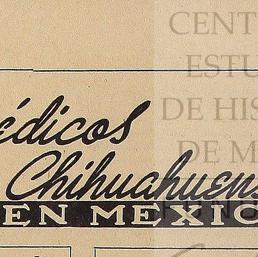 CENT
ESTU
DE HIS
DE M
édicos
Chihuahuens
EN MEXIC